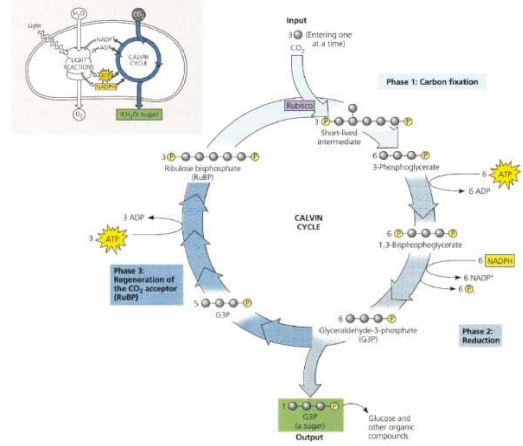 H₂O
CO₂
Light
NADP⁺
ADP
LIGHT
REACTIONS
CALVIN
CYCLE
ATP
NADPH
O₂
[CH₂O] (sugar)
Input
3 (Entering one
at a time)
CO₂
Phase 1: Carbon fixation
Rubisco
3 P P
Short-lived
intermediate
3 P P
Ribulose bisphosphate
(RuBP)
6 P
3-Phosphoglycerate
6 ATP
6 ADP
3 ADP
3 ATP
CALVIN
CYCLE
6 P P
1,3-Bisphosphoglycerate
6 NADPH
6 NADP⁺
6 P
Phase 3:
Regeneration of
the CO₂ acceptor
(RuBP)
5 P
G3P
6 P
Glyceraldehyde-3-phosphate
(G3P)
Phase 2:
Reduction
1 P
G3P
(a sugar)
Output
Glucose and
other organic
compounds